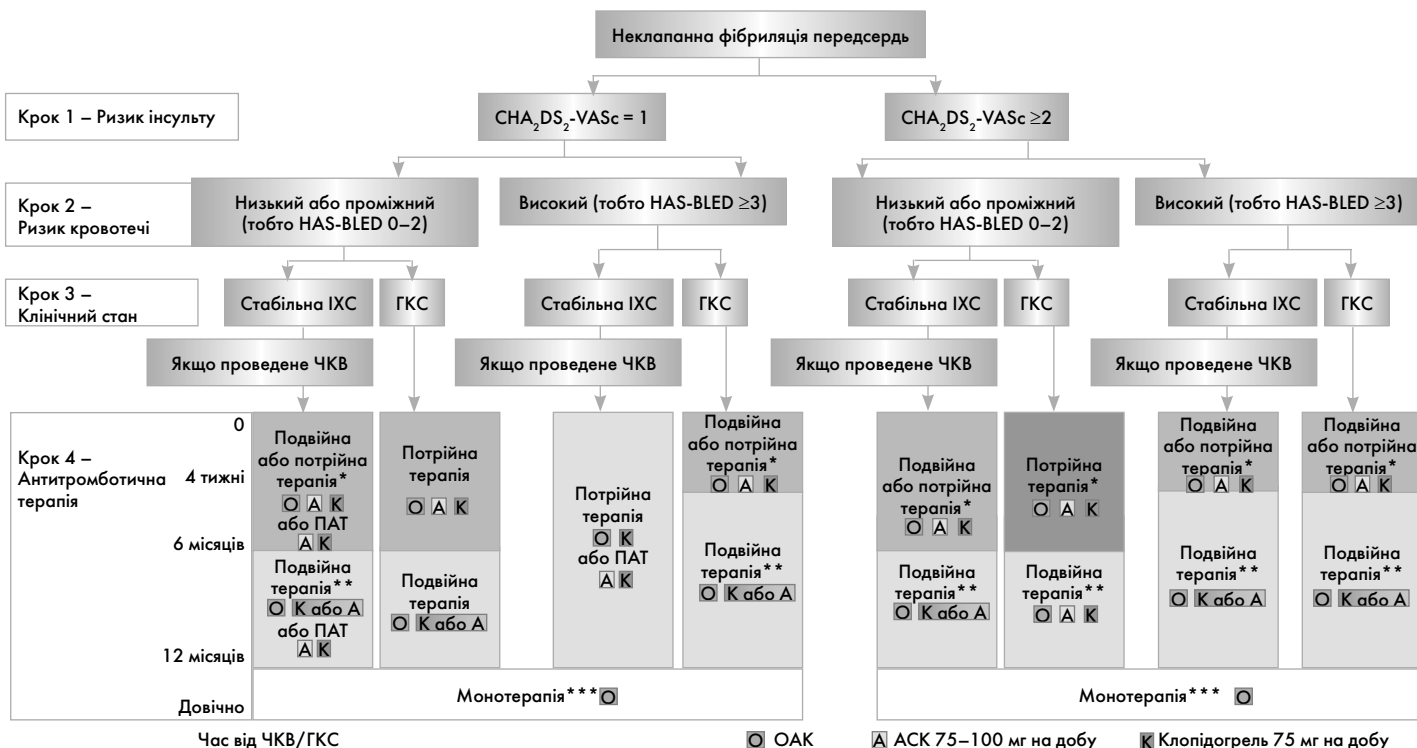 Неклапанна фібриляція передсердь
Крок 1 – Ризик інсульту
CHA₂DS₂-VASc = 1
CHA₂DS₂-VASc ≥2
Крок 2 –
Ризик кровотечі
Низький або проміжний
(тобто HAS-BLED 0–2)
Високий (тобто HAS-BLED ≥3)
Низький або проміжний
(тобто HAS-BLED 0–2)
Високий (тобто HAS-BLED ≥3)
Крок 3 –
Клінічний стан
Стабільна ІХС
ГКС
Стабільна ІХС
ГКС
Стабільна ІХС
ГКС
Стабільна ІХС
ГКС
Якщо проведене ЧКВ
Якщо проведене ЧКВ
Якщо проведене ЧКВ
Якщо проведене ЧКВ
Крок 4 –
Антитромботична
терапія
0
4 тижні
6 місяців
12 місяців
Довічно
Подвійна
або потрійна
терапія*
О А К
або ПАТ
А К
Подвійна
терапія**
О К або А
або ПАТ
А К
Потрійна
терапія
О А К
Подвійна
терапія
О К або А
Потрійна
терапія
О К
або ПАТ
А К
Подвійна
або потрійна
терапія*
О А К
Подвійна
терапія**
О К або А
Подвійна
або потрійна
терапія*
О А К
Подвійна
терапія**
О К або А
Потрійна
терапія*
О А К
Подвійна
терапія**
О А К
Подвійна
або потрійна
терапія*
О А К
Подвійна
терапія**
О К або А
Подвійна
або потрійна
терапія*
О А К
Подвійна
терапія**
О К або А
Монотерапія*** О
Монотерапія*** О
Час від ЧКВ/ГКС
О ОАК
А АСК 75–100 мг на добу
К Клопідогрель 75 мг на добу